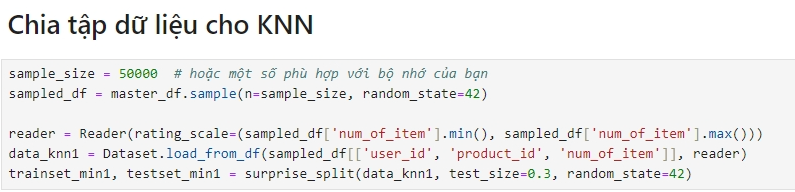 Chia tập dữ liệu cho KNN
sample_size = 50000  # hoặc một số phù hợp với bộ nhớ của bạn
sampled_df = master_df.sample(n=sample_size, random_state=42)
reader = Reader(rating_scale=(sampled_df['num_of_item'].min(), sampled_df['num_of_item'].max()))
data_knn1 = Dataset.load_from_df(sampled_df[['user_id', 'product_id', 'num_of_item']], reader)
trainset_min1, testset_min1 = surprise_split(data_knn1, test_size=0.3, random_state=42)